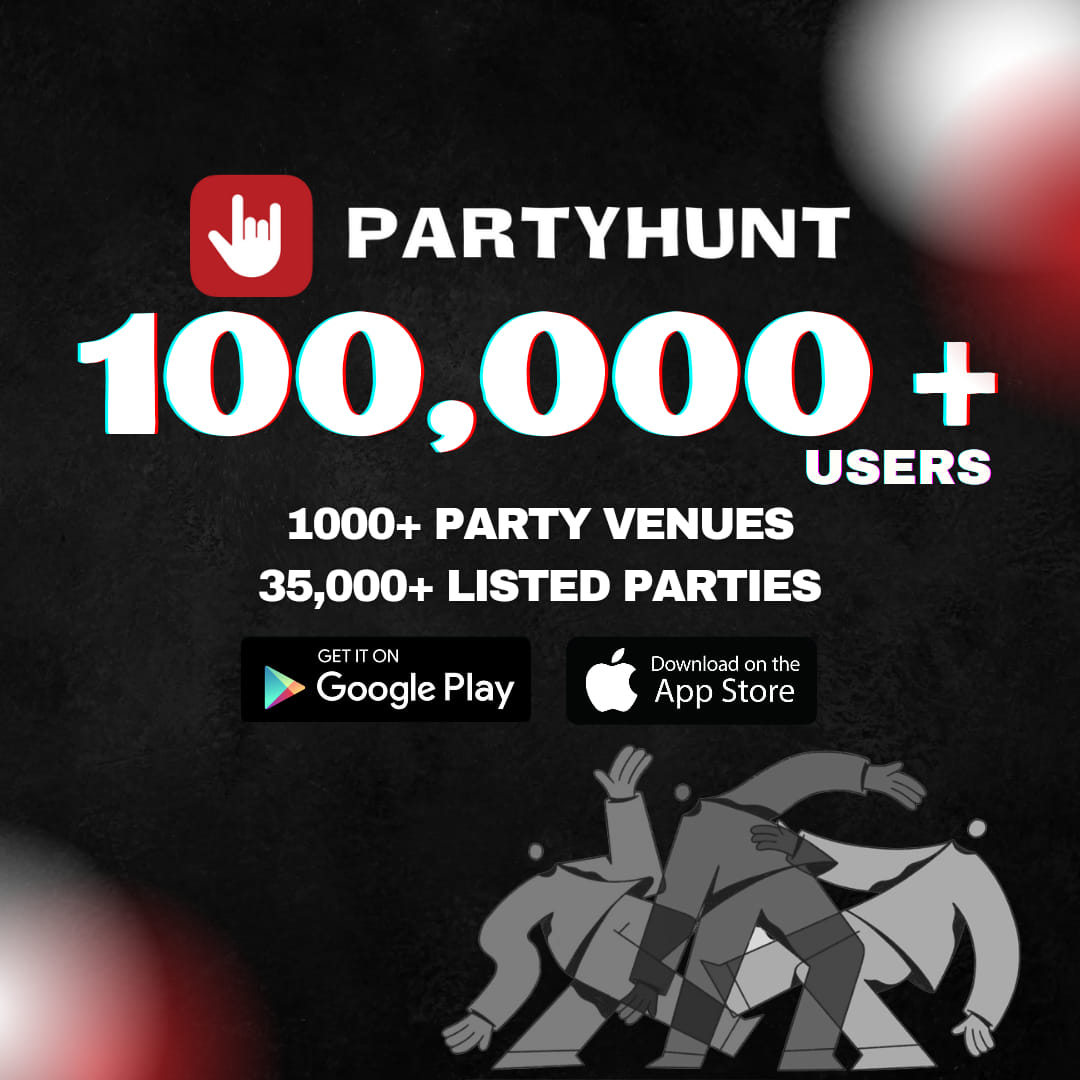 PARTYHUNT
100,000 +
USERS
1000+ PARTY VENUES
35,000+ LISTED PARTIES
GET IT ON
Google Play
Download on the
App Store